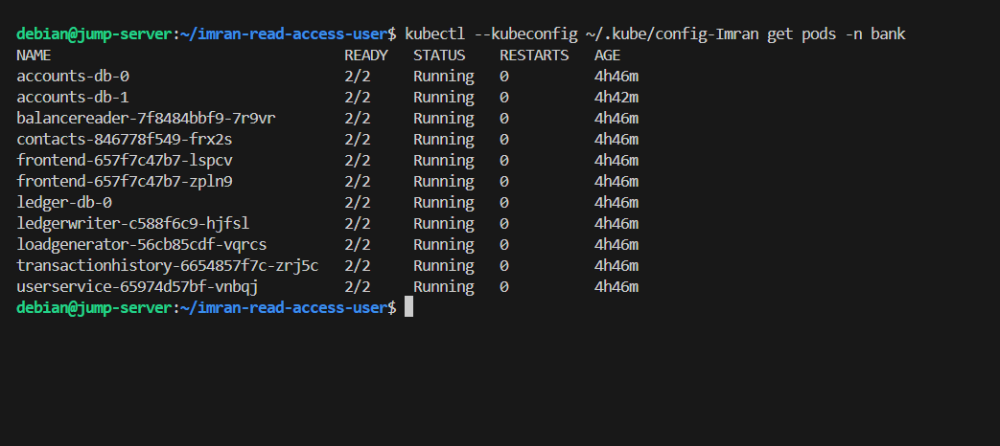 debian@jump-server:~/imran-read-access-user$ kubectl --kubeconfig ~/.kube/config-Imran get pods -n bank
NAME READY STATUS RESTARTS AGE
accounts-db-0 2/2 Running 0 4h46m
accounts-db-1 2/2 Running 0 4h42m
balancereader-7f8484bbf9-7r9vr 2/2 Running 0 4h46m
contacts-846778f549-frx2s 2/2 Running 0 4h46m
frontend-657f7c47b7-lspcv 2/2 Running 0 4h46m
frontend-657f7c47b7-zpln9 2/2 Running 0 4h46m
ledger-db-0 2/2 Running 0 4h46m
ledgerwriter-c588f6c9-hjfsl 2/2 Running 0 4h46m
loadgenerator-56cb85cdf-vqrcs 2/2 Running 0 4h46m
transactionhistory-6654857f7c-zrj5c 2/2 Running 0 4h46m
userservice-65974d57bf-vnbqj 2/2 Running 0 4h46m
debian@jump-server:~/imran-read-access-user$